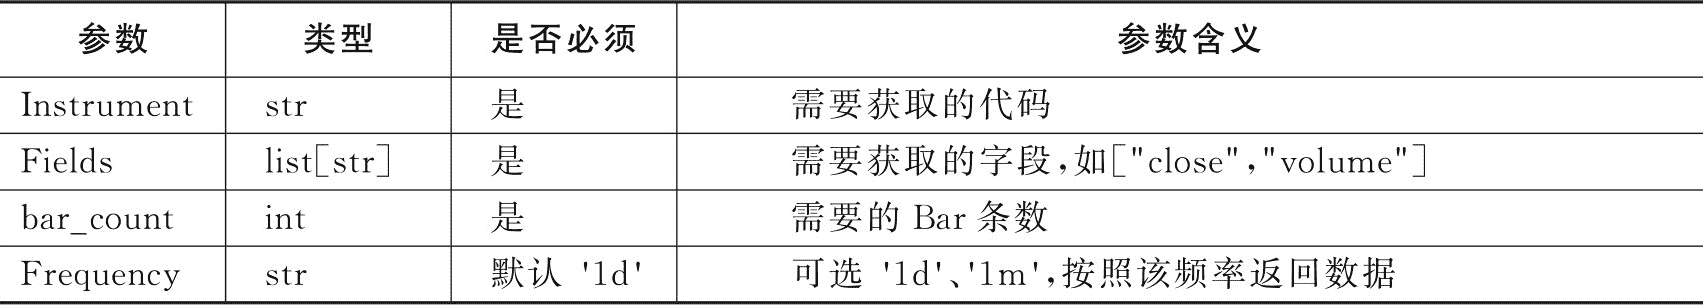 参数 类型 是否必须 参数含义
Instrument str 是 需要获取的代码
Fields list[str] 是 需要获取的字段,如["close","volume"]
bar_count int 是 需要的 Bar 条数
Frequency str 默认 '1d' 可选 '1d'、'1m',按照该频率返回数据